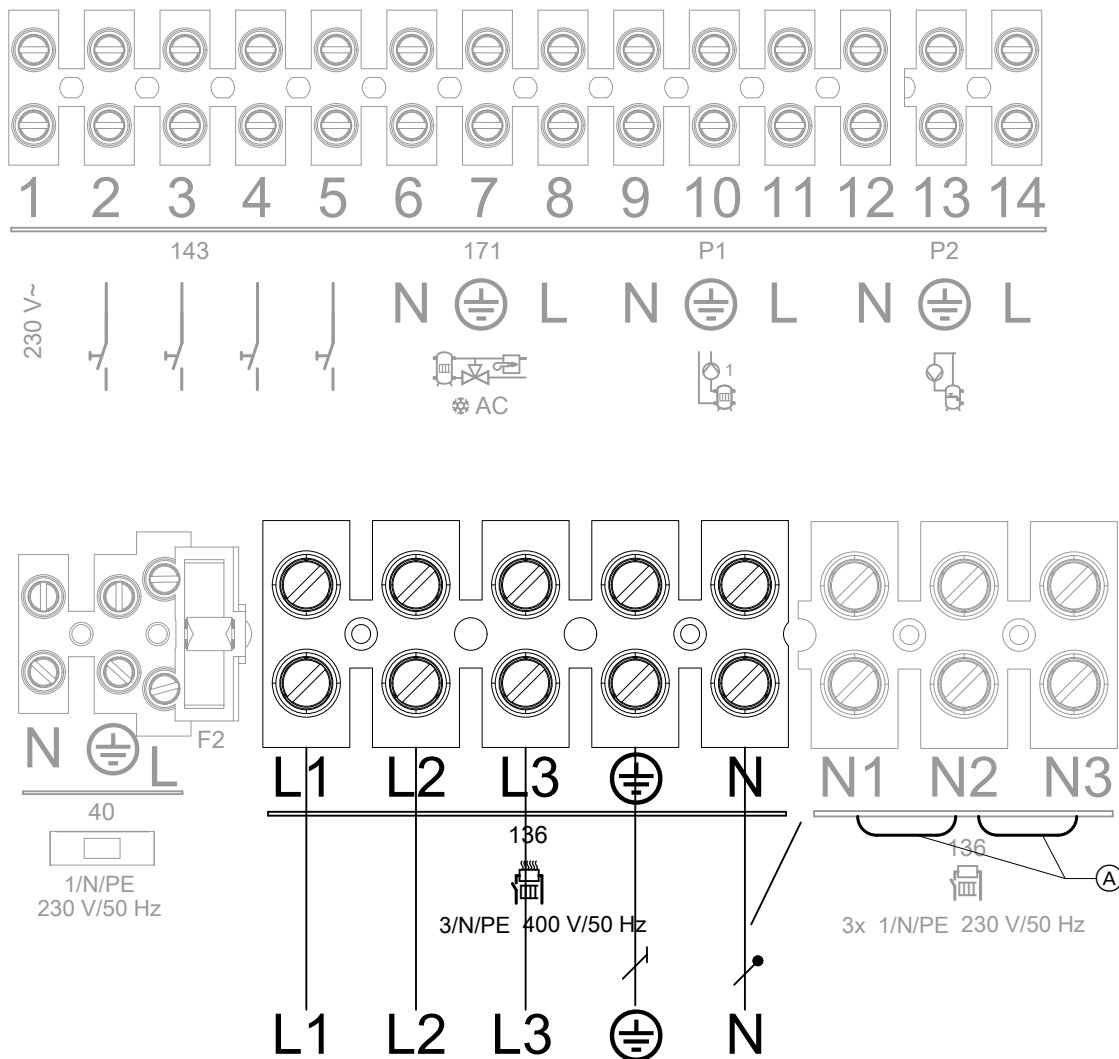 1 2 3 4 5 6 7 8 9 10 11 12 13 14
143 171 P1 P2
230 V~
N L N L N L
1
AC
F2
N L
L1 L2 L3 N N1 N2 N3
40
136
136
A
1/N/PE
230 V/50 Hz
3/N/PE 400 V/50 Hz
3x 1/N/PE 230 V/50 Hz
L1 L2 L3 N